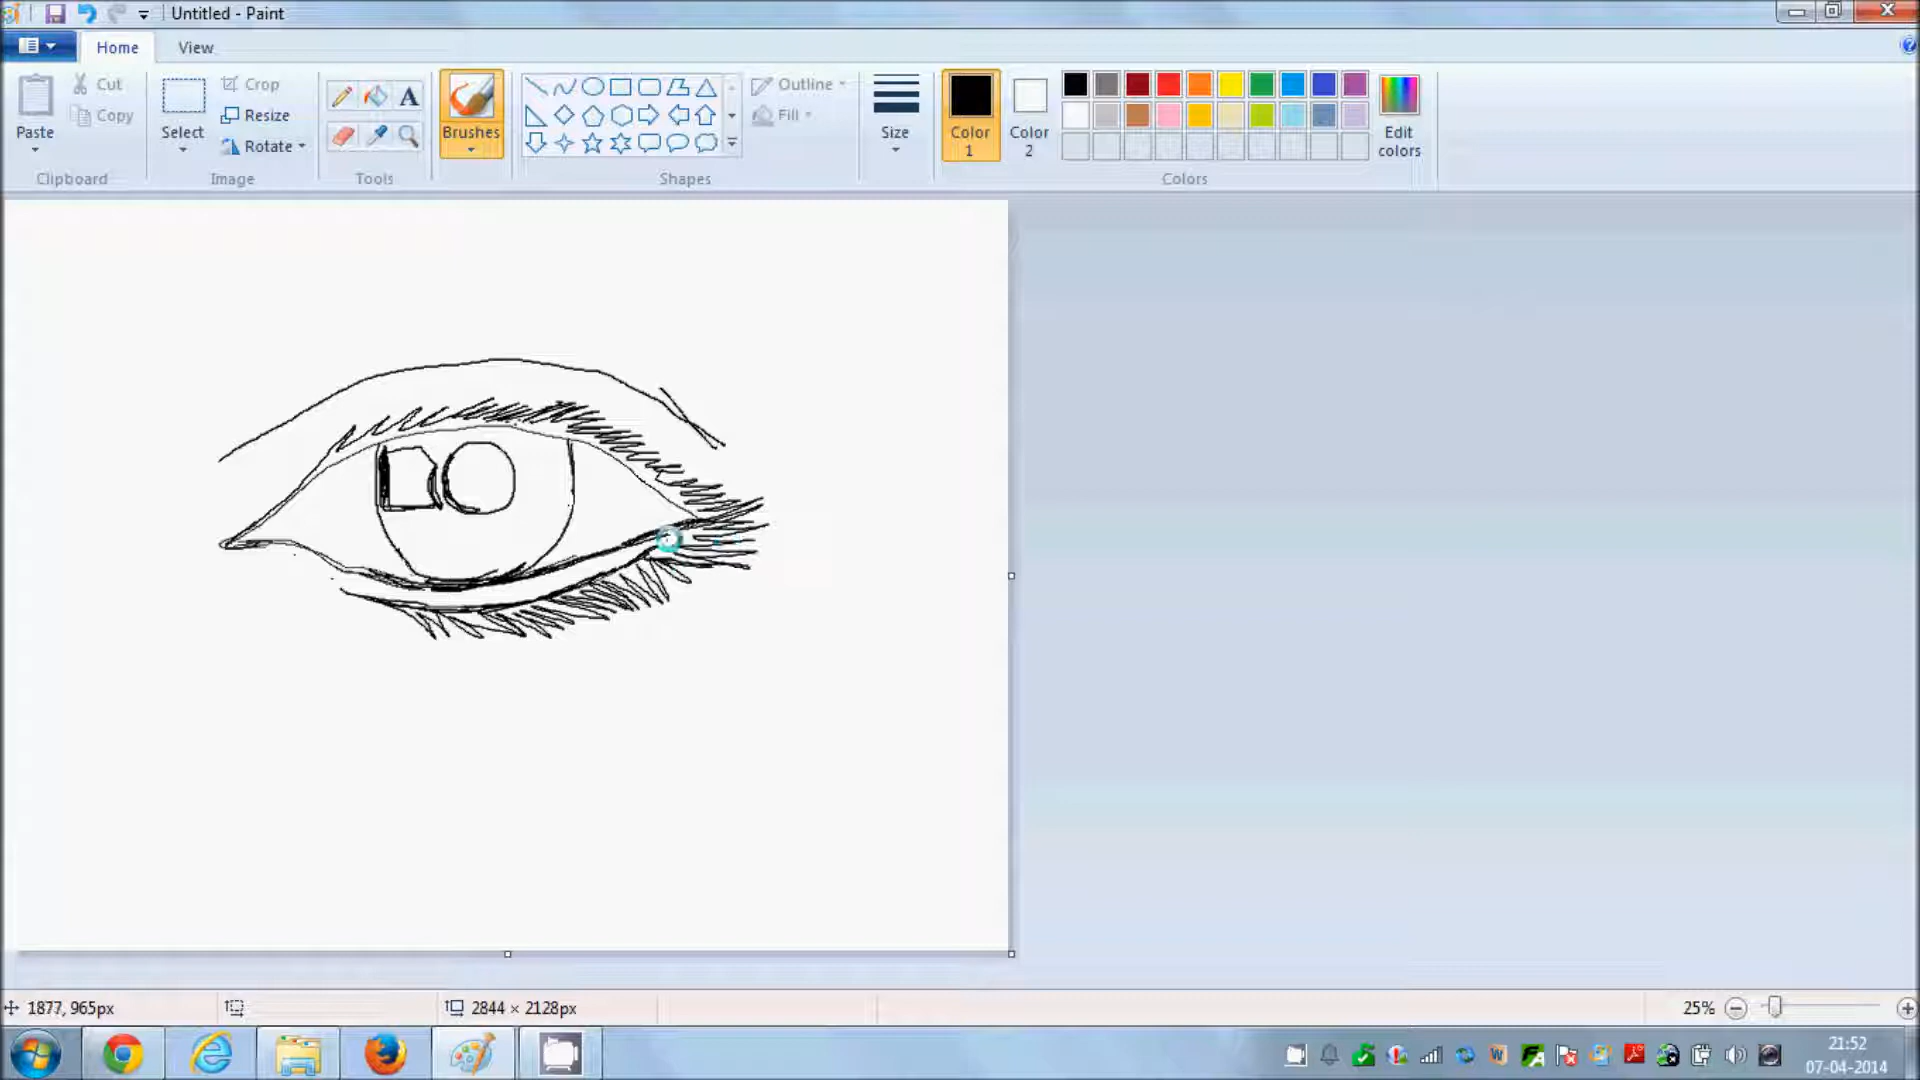 Untitled - Paint
Home View
Cut
Copy
Paste
Clipboard
Select
Crop
Resize
Rotate
Image
A
Tools
Brushes
Outline
Fill
Shapes
Size
Color 1
Color 2
Edit colors
Colors
1877, 965px
2844 × 2128px
25%
21:52
07-04-2014